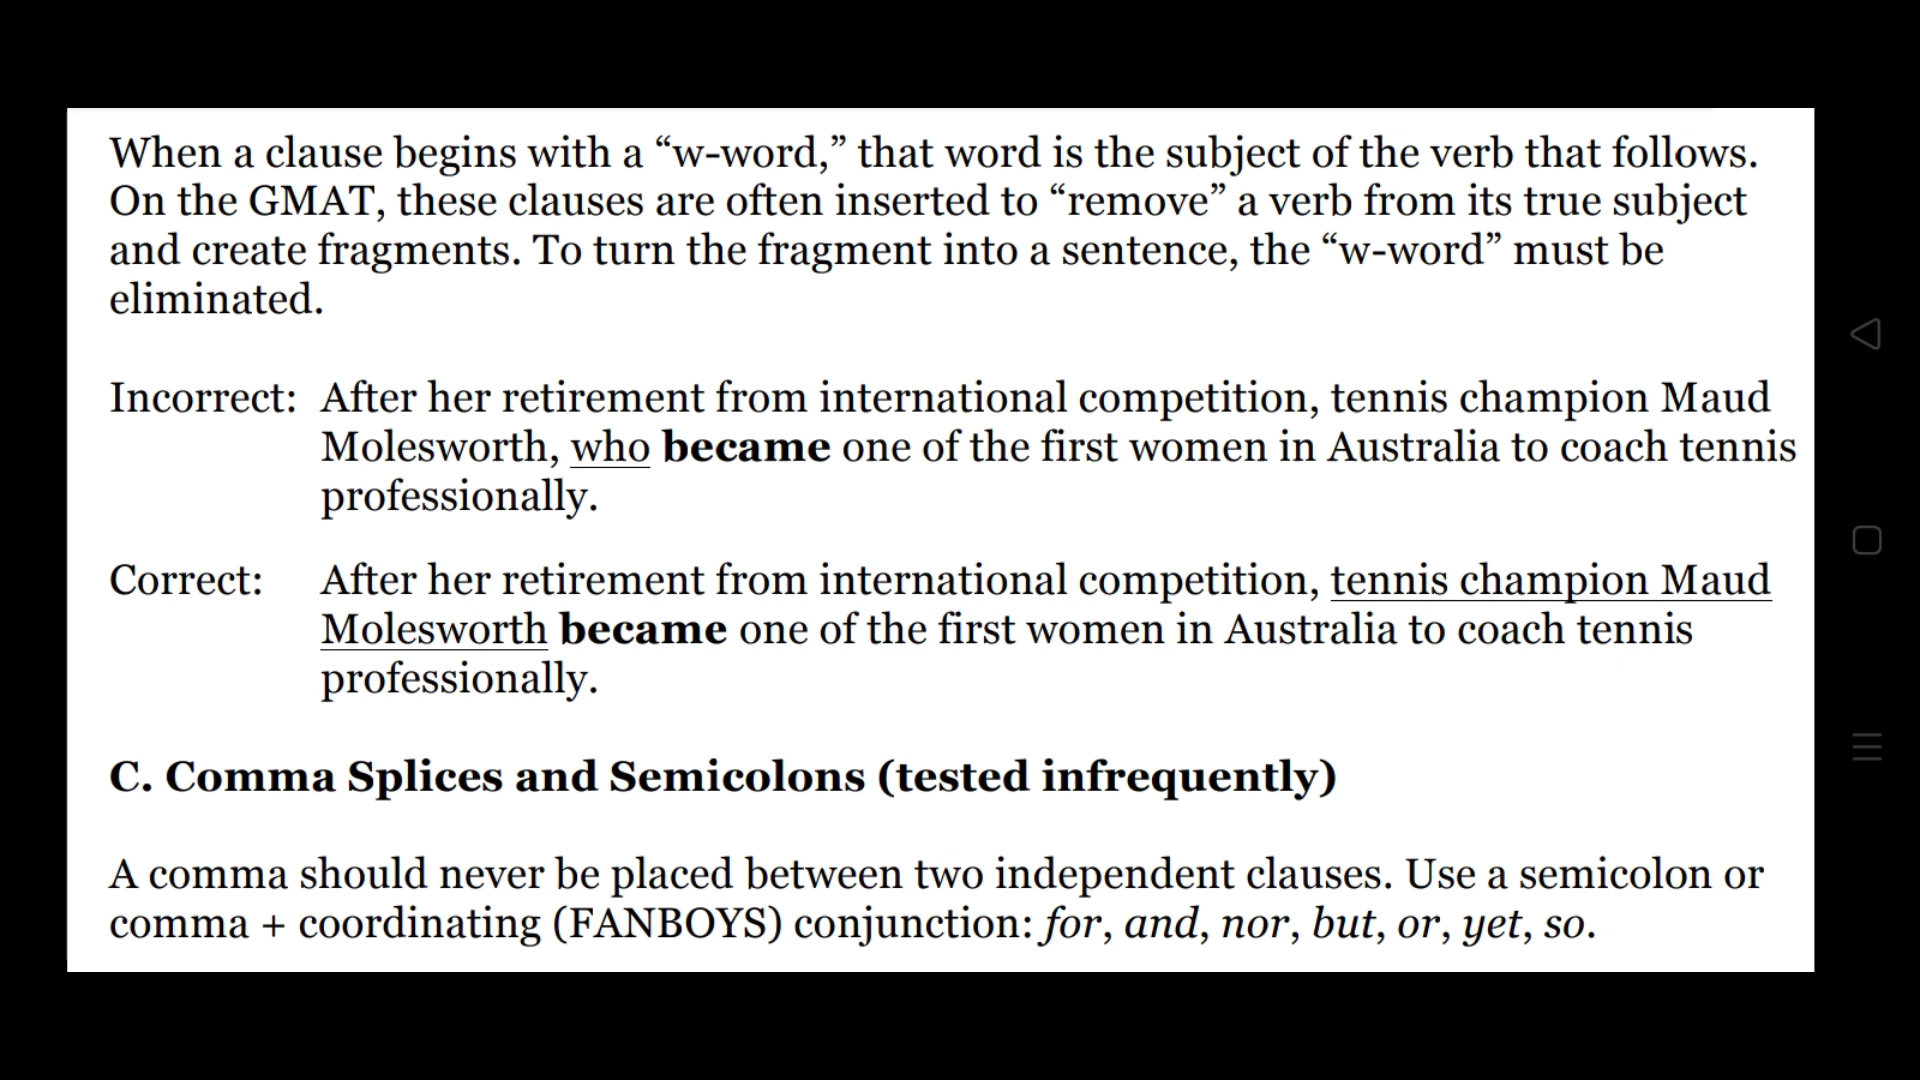 When a clause begins with a “w-word,” that word is the subject of the verb that follows.
On the GMAT, these clauses are often inserted to “remove” a verb from its true subject
and create fragments. To turn the fragment into a sentence, the “w-word” must be
eliminated.
Incorrect: After her retirement from international competition, tennis champion Maud
Molesworth, who became one of the first women in Australia to coach tennis
professionally.
Correct: After her retirement from international competition, tennis champion Maud
Molesworth became one of the first women in Australia to coach tennis
professionally.
C. Comma Splices and Semicolons (tested infrequently)
A comma should never be placed between two independent clauses. Use a semicolon or
comma + coordinating (FANBOYS) conjunction: for, and, nor, but, or, yet, so.